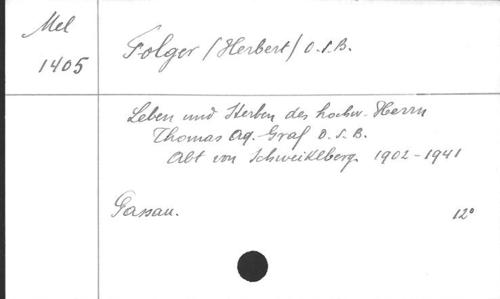 Mel
1405
Folger (Herbert) O.S.B.
Leben und Sterben des hochw. Herrn
Thomas Aq. Graf O.S.B.
Abt von Schweiklberg. 1902-1941
Passau.
12°